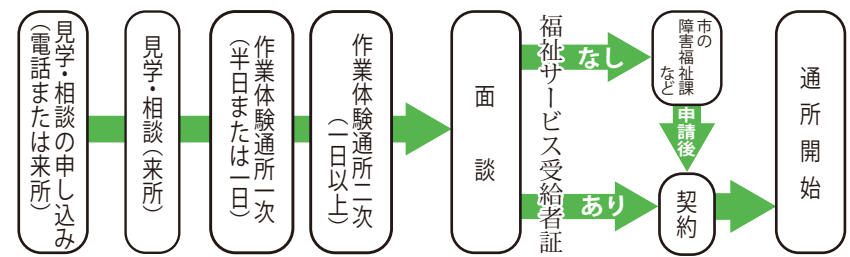 見学・相談の申し込み
（電話または来所）
見学・相談（来所）
作業体験通所一次
（半日または一日）
作業体験通所二次
（一日以上）
面談
福祉サービス受給者証
なし
あり
市の
障害福祉課
など
申請後
契約
通所開始